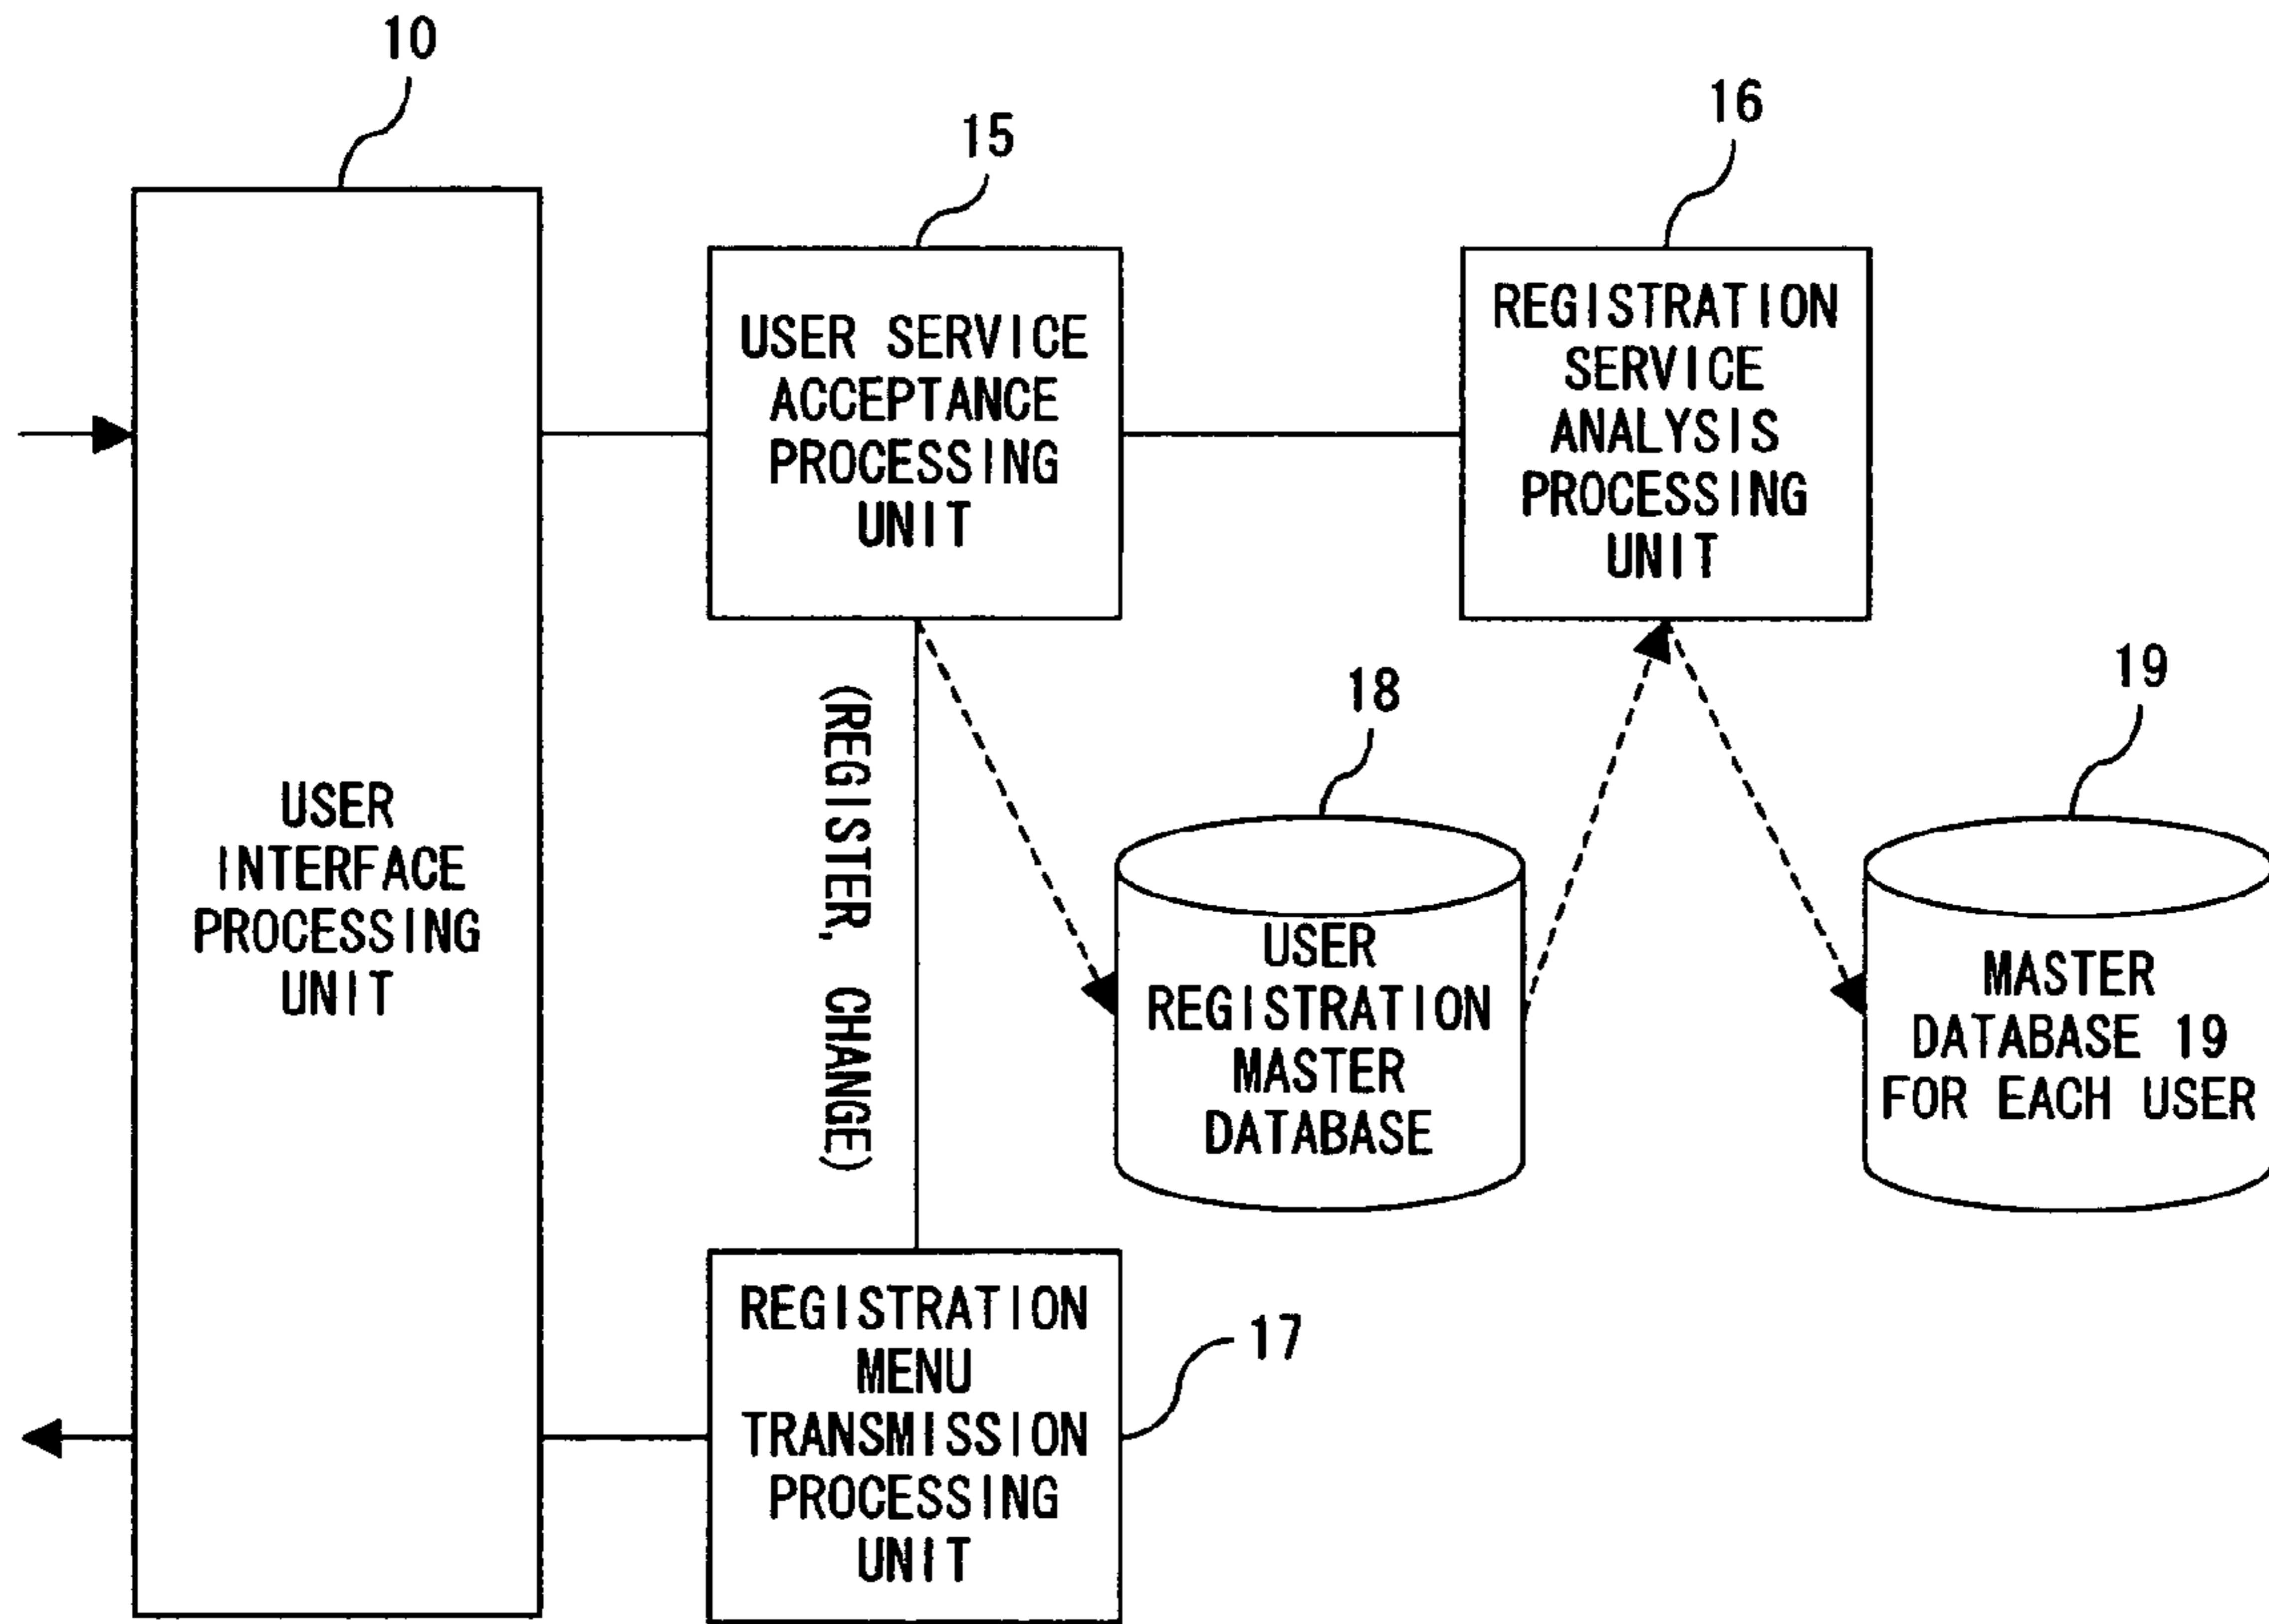 10
15
16
USER SERVICE
ACCEPTANCE
PROCESSING
UNIT
REGISTRATION
SERVICE
ANALYSIS
PROCESSING
UNIT
USER
INTERFACE
PROCESSING
UNIT
(REGISTER, CHANGE)
18
19
USER
REGISTRATION
MASTER
DATABASE
MASTER
DATABASE 19
FOR EACH USER
REGISTRATION
MENU
TRANSMISSION
PROCESSING
UNIT
17